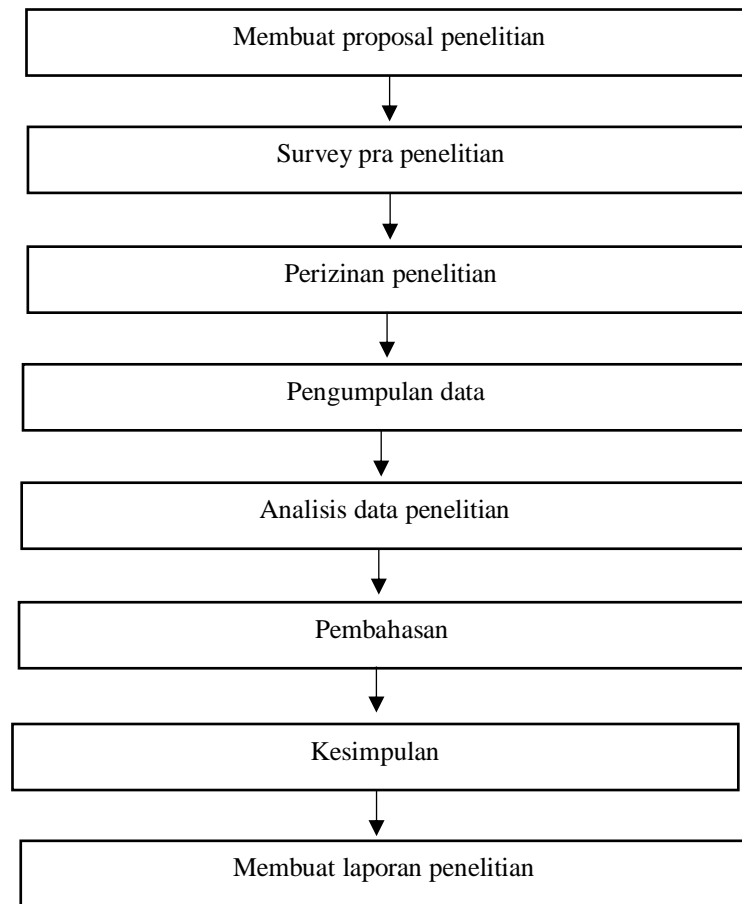 Membuat proposal penelitian
Survey pra penelitian
Perizinan penelitian
Pengumpulan data
Analisis data penelitian
Pembahasan
Kesimpulan
Membuat laporan penelitian